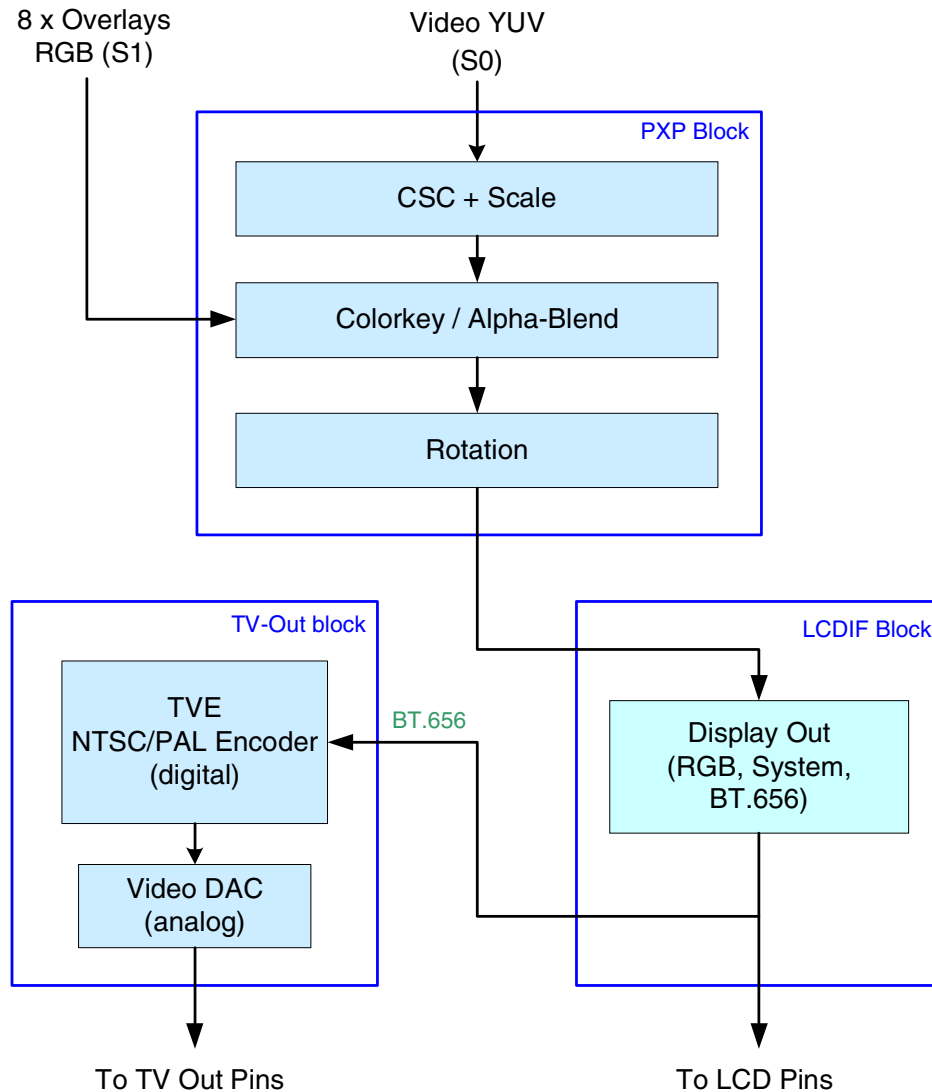 8 x Overlays
RGB (S1)
Video YUV
(S0)
PXP Block
CSC + Scale
Colorkey / Alpha-Blend
Rotation
TV-Out block
LCDIF Block
TVE
NTSC/PAL Encoder
(digital)
BT.656
Display Out
(RGB, System,
BT.656)
Video DAC
(analog)
To TV Out Pins
To LCD Pins